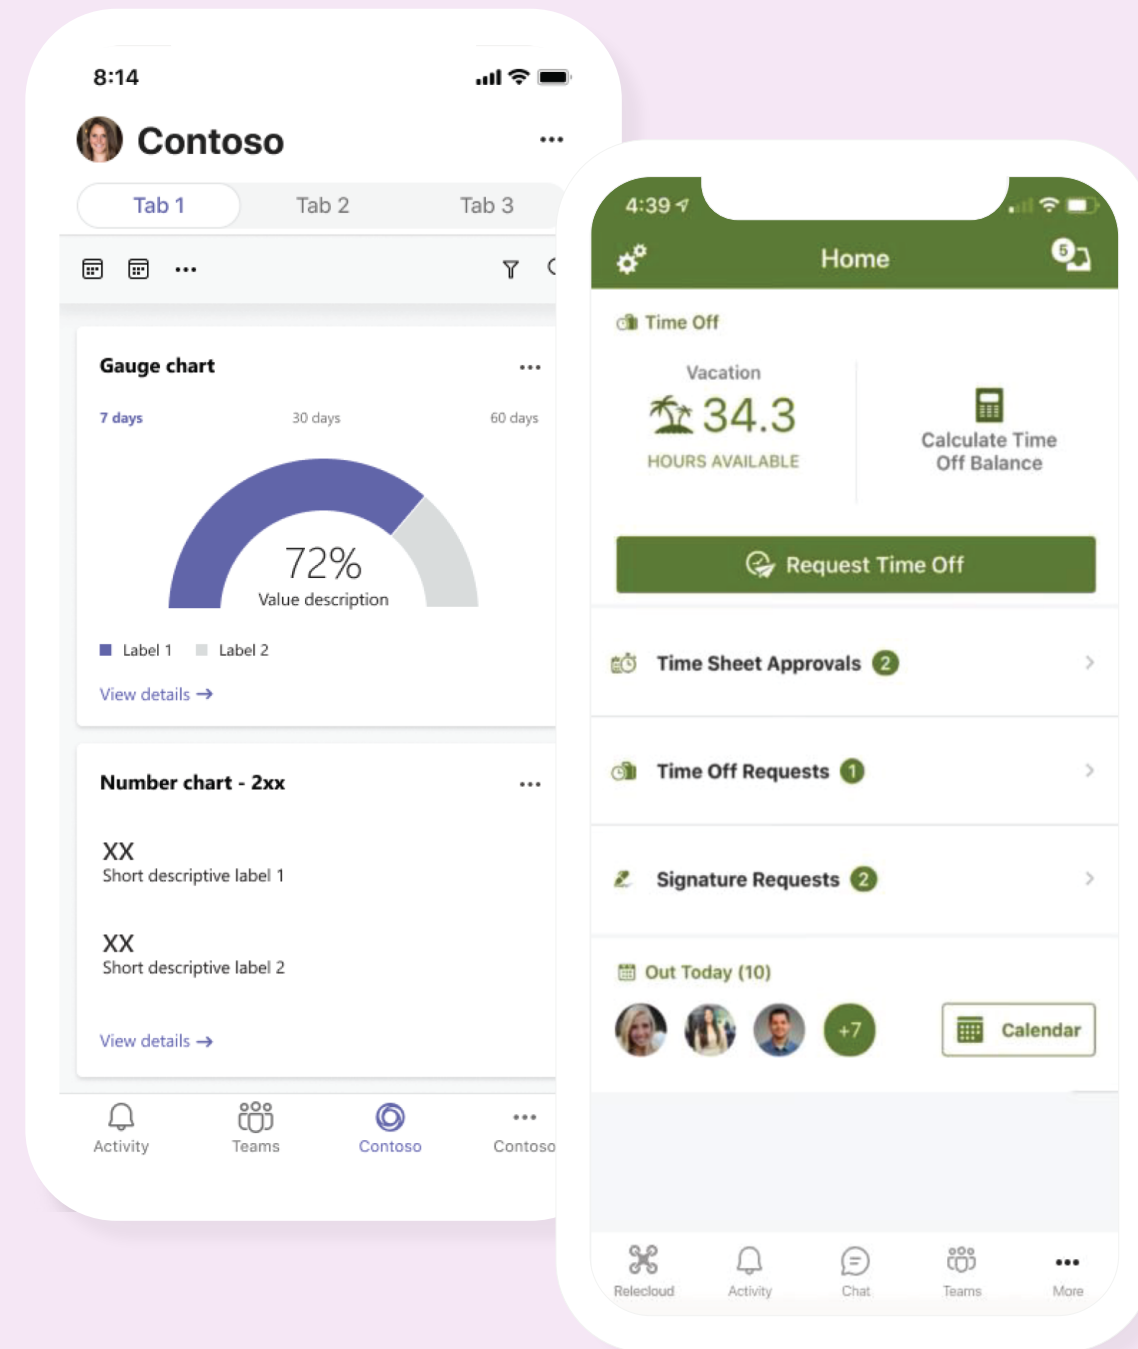 8:14
Contoso
Tab 1 Tab 2 Tab 3
Gauge chart
7 days 30 days 60 days
72%
Value description
Label 1 Label 2
View details →
Number chart - 2xx
XX
Short descriptive label 1
XX
Short descriptive label 2
View details →
Activity Teams Contoso Contoso
4:39
Home
5
Time Off
Vacation
34.3
HOURS AVAILABLE
Calculate Time
Off Balance
Request Time Off
Time Sheet Approvals 2
Time Off Requests 1
Signature Requests 2
Out Today (10)
+7
Calendar
Relecloud Activity Chat Teams More